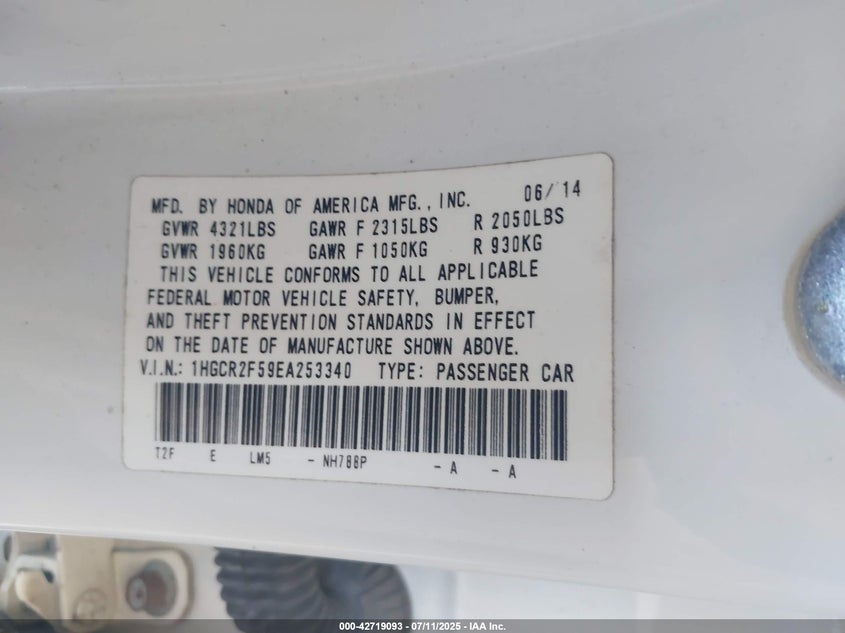 MFD. BY HONDA OF AMERICA MFG., INC. 06/14
GVWR 4321LBS GAWR F 2315LBS R 2050LBS
GVWR 1960KG GAWR F 1050KG R 930KG
THIS VEHICLE CONFORMS TO ALL APPLICABLE
FEDERAL MOTOR VEHICLE SAFETY, BUMPER,
AND THEFT PREVENTION STANDARDS IN EFFECT
ON THE DATE OF MANUFACTURE SHOWN ABOVE.
V.I.N.: 1HGCR2F59EA253340 TYPE: PASSENGER CAR
T2F E LM5 - NH788P - A - A
000-42719093 - 07/11/2025 - IAA Inc.